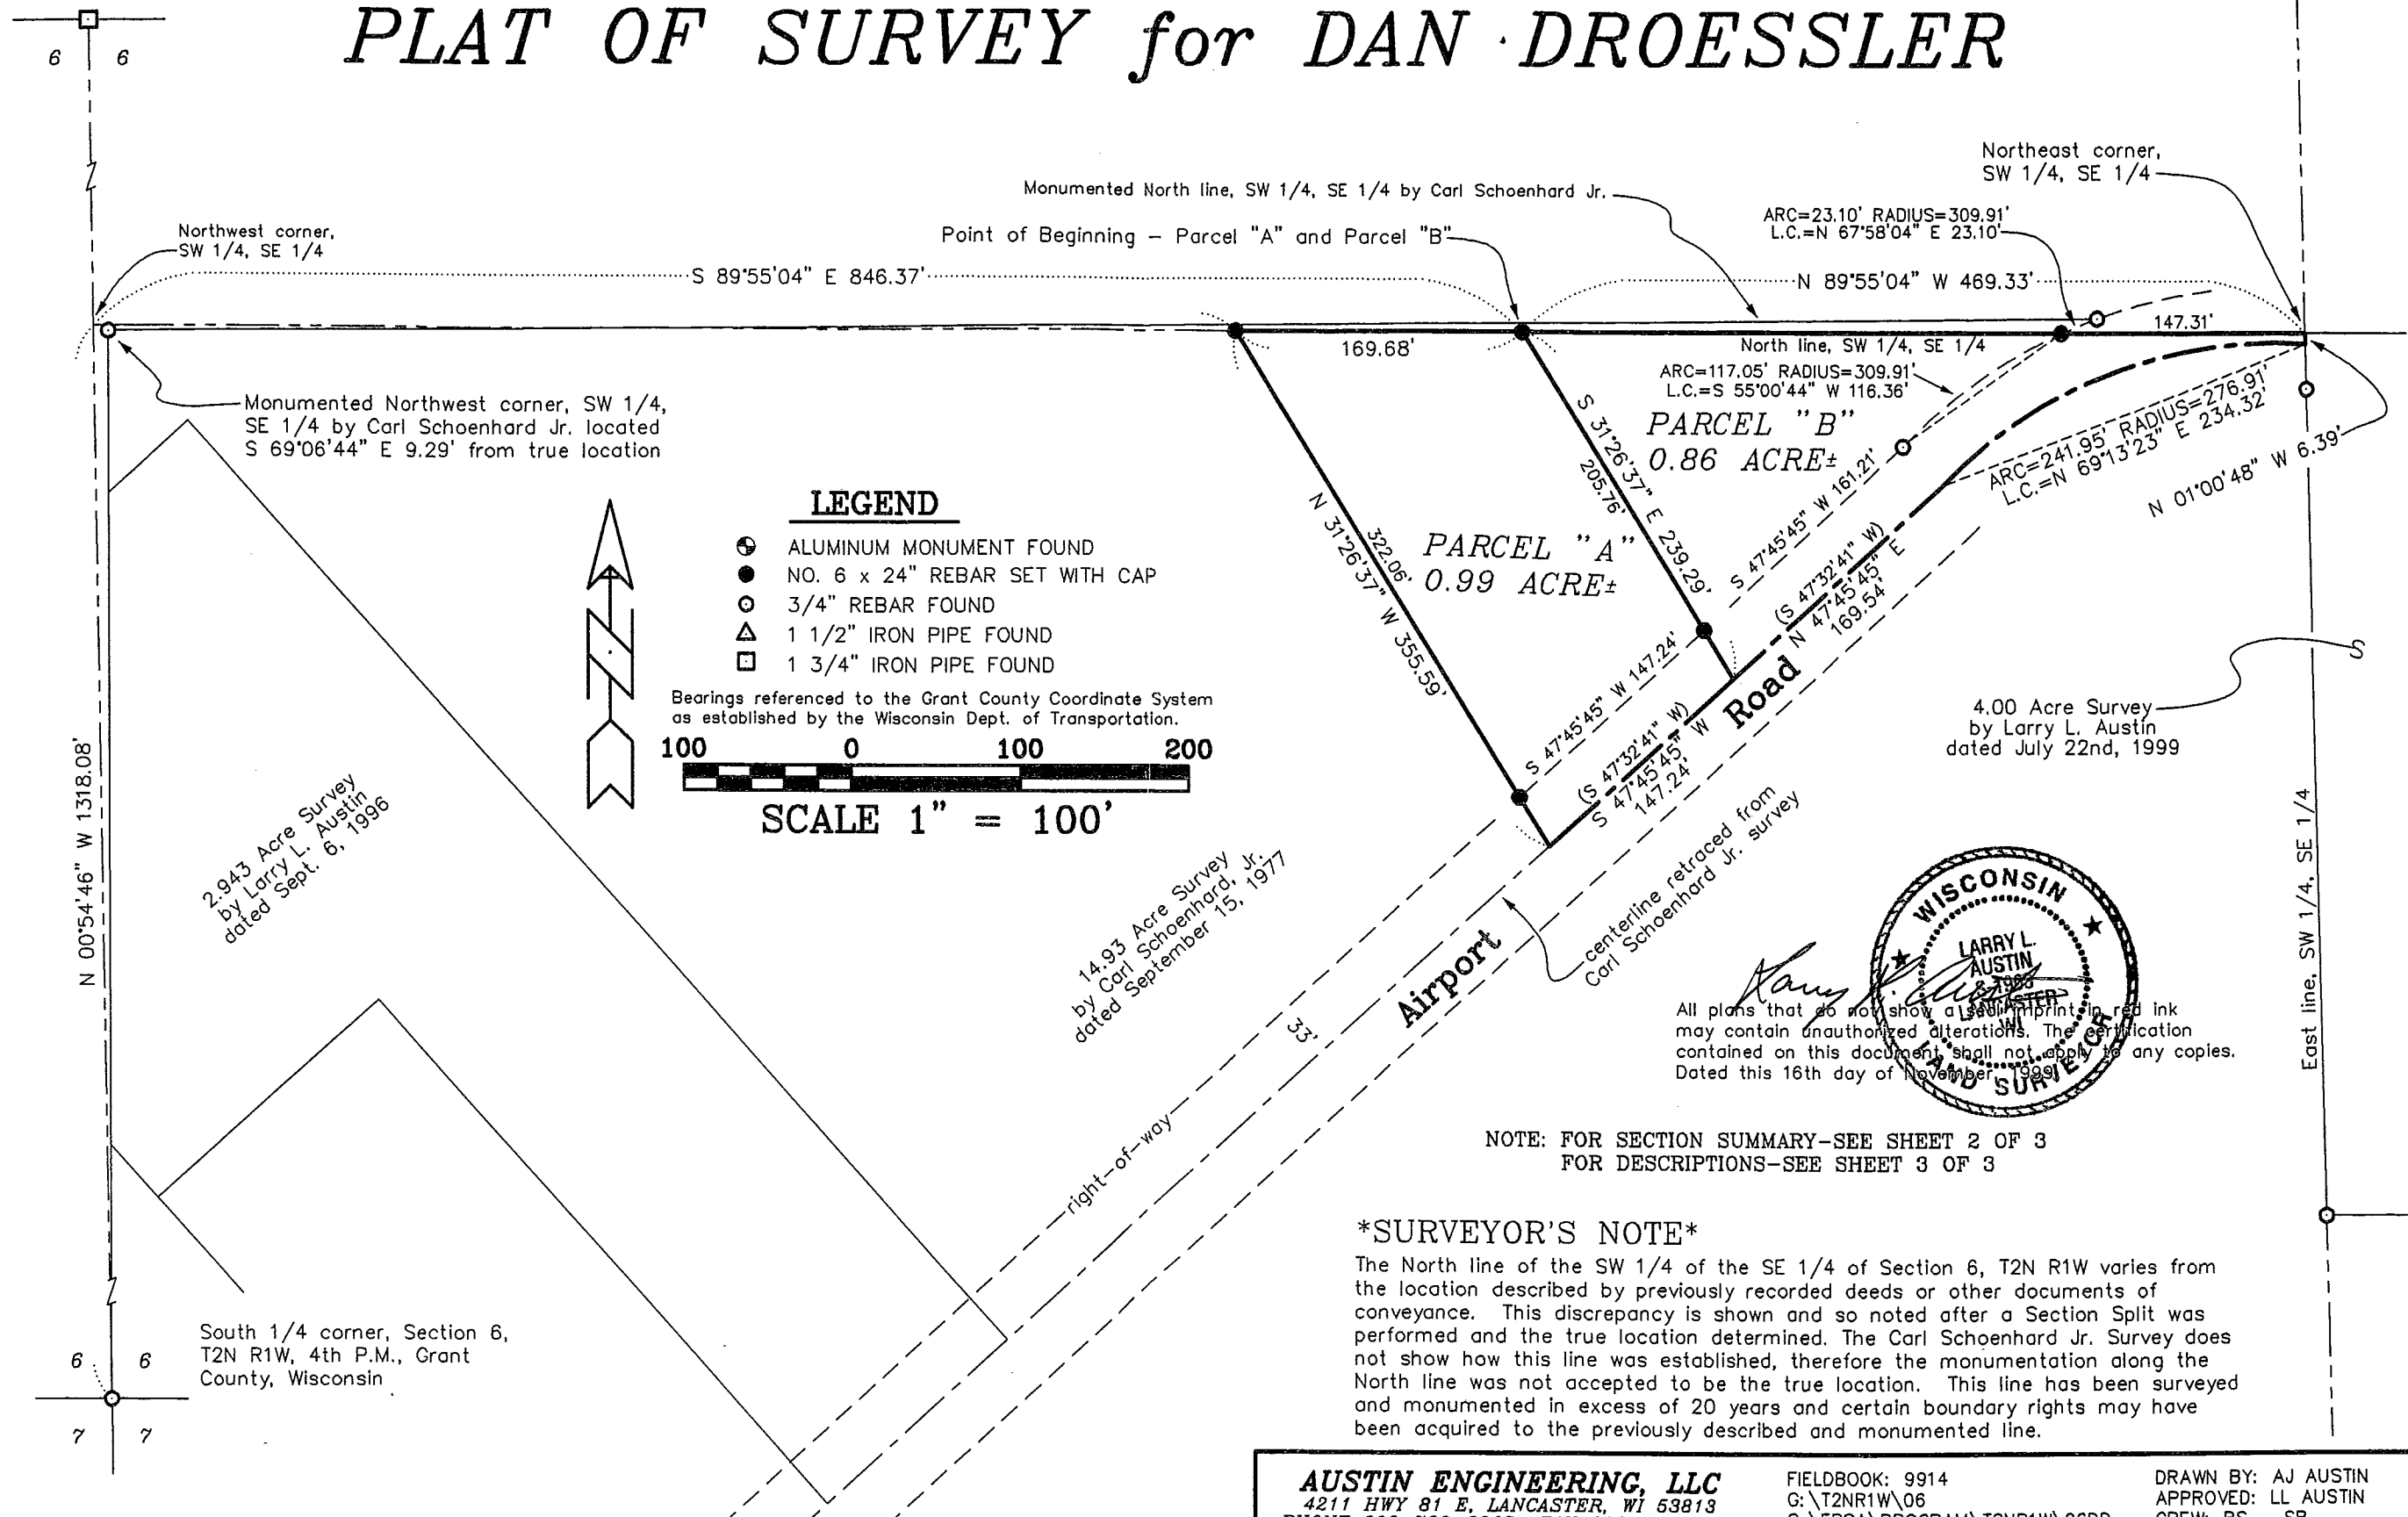 PLAT OF SURVEY for DAN DROESSLER
6 6
Northwest corner,
SW 1/4, SE 1/4
Monumented North line, SW 1/4, SE 1/4 by Carl Schoenhard Jr.
Point of Beginning – Parcel "A" and Parcel "B"
Northeast corner,
SW 1/4, SE 1/4
ARC=23.10' RADIUS=309.91'
L.C.=N 67°58'04" E 23.10'
S 89°55'04" E 846.37'
N 89°55'04" W 469.33'
169.68'
147.31'
North line, SW 1/4, SE 1/4
ARC=117.05' RADIUS=309.91'
L.C.=S 55°00'44" W 116.36'
PARCEL "B"
0.86 ACRE±
ARC=241.95' RADIUS=276.91'
L.C.=N 69°13'23" E 234.32'
N 01°00'48" W 6.39'
Monumented Northwest corner, SW 1/4,
SE 1/4 by Carl Schoenhard Jr. located
S 69°06'44" E 9.29' from true location
LEGEND
ALUMINUM MONUMENT FOUND
NO. 6 x 24" REBAR SET WITH CAP
3/4" REBAR FOUND
1 1/2" IRON PIPE FOUND
1 3/4" IRON PIPE FOUND
Bearings referenced to the Grant County Coordinate System
as established by the Wisconsin Dept. of Transportation.
100 0 100 200
SCALE 1" = 100'
S 31°26'37" E 239.29'
205.76'
PARCEL "A"
0.99 ACRE±
322.06'
N 31°26'37" W 355.59'
S 47°45'45" W 161.21'
(S 47°32'41" W)
N 47°45'45" E
169.54'
S 47°45'45" W 147.24'
(S 47°32'41" W)
S 47°45'45" W
147.24'
Airport Road
4.00 Acre Survey
by Larry L. Austin
dated July 22nd, 1999
S
N 00°54'46" W 1318.08'
2.943 Acre Survey
by Larry L. Austin
dated Sept. 6, 1996
14.93 Acre Survey
by Carl Schoenhard, Jr.
dated September 15, 1977
centerline retraced from
Carl Schoenhard Jr. survey
33'
right-of-way
East line, SW 1/4, SE 1/4
WISCONSIN
LARRY L.
AUSTIN
LANCASTER
WI
LAND SURVEYOR
All plans that do not show a seal imprint in red ink
may contain unauthorized alterations. The certification
contained on this document shall not apply to any copies.
Dated this 16th day of November, 1999
NOTE: FOR SECTION SUMMARY–SEE SHEET 2 OF 3
FOR DESCRIPTIONS–SEE SHEET 3 OF 3
*SURVEYOR'S NOTE*
The North line of the SW 1/4 of the SE 1/4 of Section 6, T2N R1W varies from
the location described by previously recorded deeds or other documents of
conveyance. This discrepancy is shown and so noted after a Section Split was
performed and the true location determined. The Carl Schoenhard Jr. Survey does
not show how this line was established, therefore the monumentation along the
North line was not accepted to be the true location. This line has been surveyed
and monumented in excess of 20 years and certain boundary rights may have
been acquired to the previously described and monumented line.
South 1/4 corner, Section 6,
T2N R1W, 4th P.M., Grant
County, Wisconsin
6 6
7 7
AUSTIN ENGINEERING, LLC
4211 HWY 81 E, LANCASTER, WI 53813
FIELDBOOK: 9914
G:\T2NR1W\06
DRAWN BY: AJ AUSTIN
APPROVED: LL AUSTIN